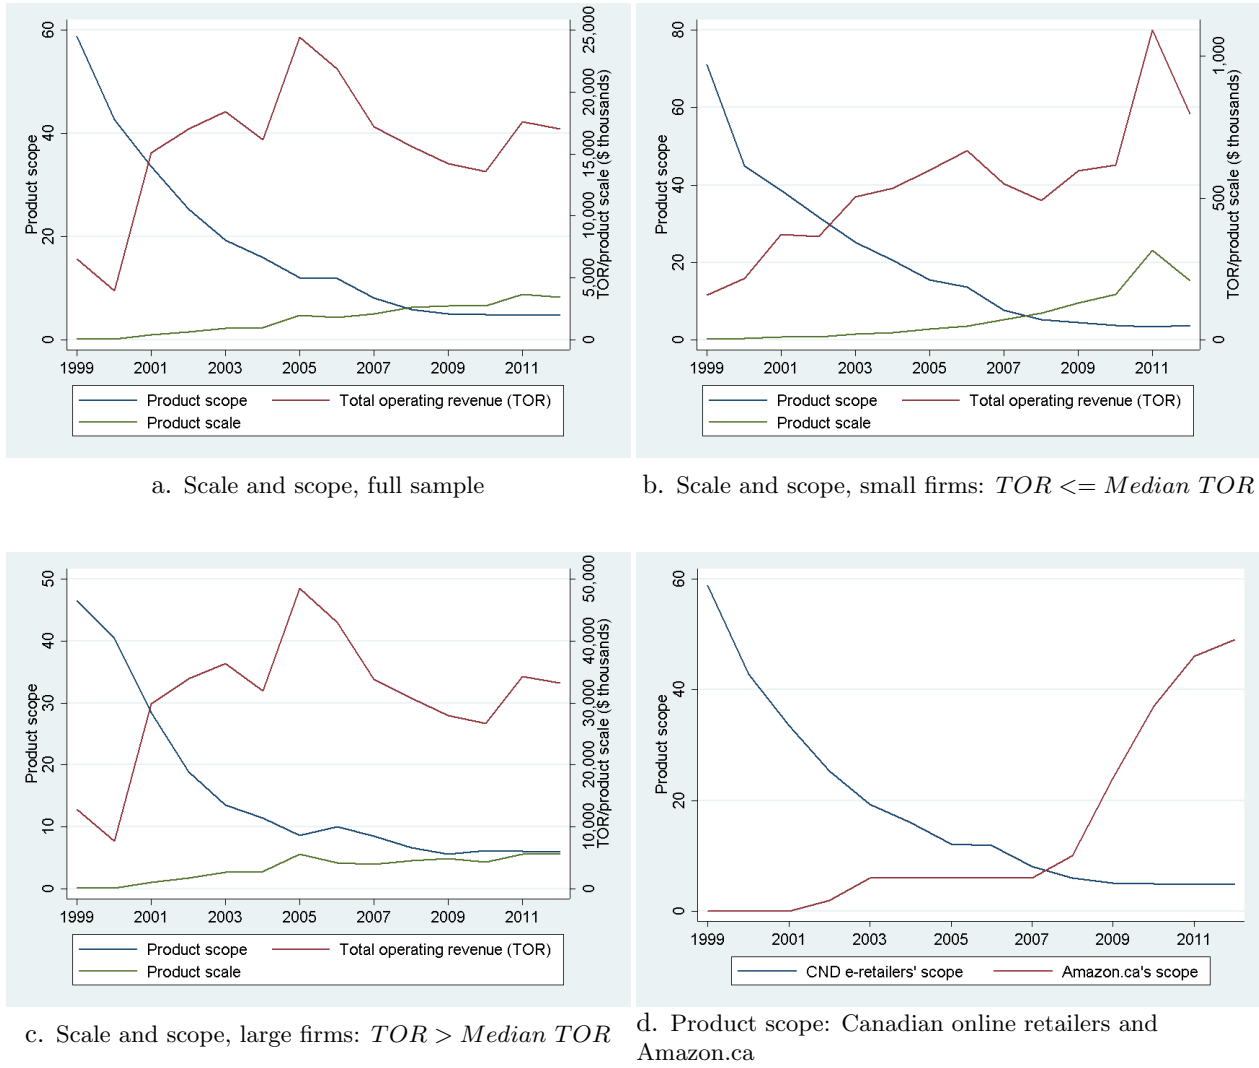 60
40
20
0
Product scope
25,000
20,000
15,000
10,000
5,000
0
TOR/product scale ($ thousands)
1999 2001 2003 2005 2007 2009 2011
Product scope Total operating revenue (TOR)
Product scale
a. Scale and scope, full sample
80
60
40
20
0
Product scope
1,000
500
0
TOR/product scale ($ thousands)
1999 2001 2003 2005 2007 2009 2011
Product scope Total operating revenue (TOR)
Product scale
b. Scale and scope, small firms: TOR <= Median TOR
50
40
30
20
10
0
Product scope
50,000
40,000
30,000
20,000
10,000
0
TOR/product scale ($ thousands)
1999 2001 2003 2005 2007 2009 2011
Product scope Total operating revenue (TOR)
Product scale
c. Scale and scope, large firms: TOR > Median TOR
60
40
20
0
Product scope
1999 2001 2003 2005 2007 2009 2011
CND e-retailers' scope Amazon.ca's scope
d. Product scope: Canadian online retailers and
Amazon.ca